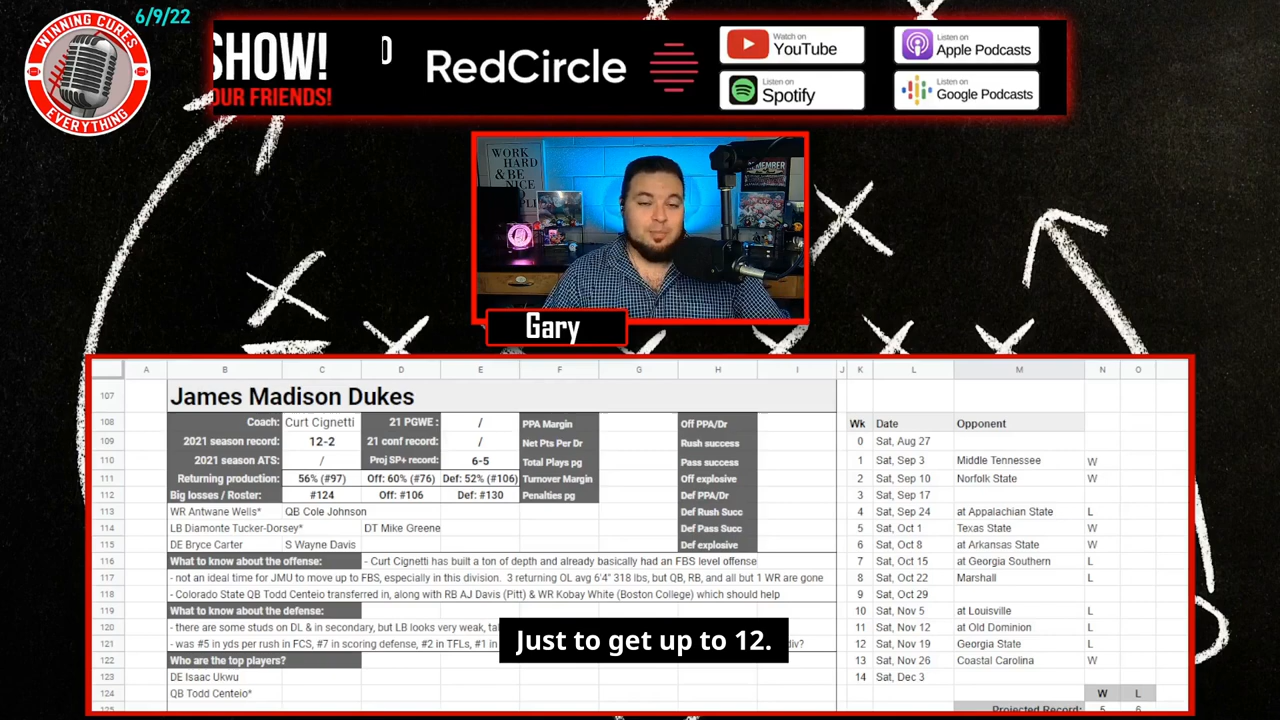 6/9/22
WINNING CURES
EVERYTHING
SHOW!
OUR FRIENDS!
D
RedCircle
Watch on
YouTube
Listen on
Spotify
Listen on
Apple Podcasts
Listen on
Google Podcasts
WORK
HARD
& BE
NICE
Gary
A B C D E F G H I J K L M N O
107 James Madison Dukes
108 Coach: Curt Cignetti 21 PGWE : / PPA Margin Off PPA/Dr Wk Date Opponent
109 2021 season record: 12-2 21 conf record: / Net Pts Per Dr Rush success 0 Sat, Aug 27
110 2021 season ATS: / Proj SP+ record: 6-5 Total Plays pg Pass success 1 Sat, Sep 3 Middle Tennessee W
111 Returning production: 56% (#97) Off: 60% (#76) Def: 52% (#106) Turnover Margin Off explosive 2 Sat, Sep 10 Norfolk State W
112 Big losses / Roster: #124 Off: #106 Def: #130 Penalties pg Def PPA/Dr 3 Sat, Sep 17
113 WR Antwane Wells* QB Cole Johnson Def Rush Succ 4 Sat, Sep 24 at Appalachian State L
114 LB Diamonte Tucker-Dorsey* DT Mike Greene Def Pass Succ 5 Sat, Oct 1 Texas State W
115 DE Bryce Carter S Wayne Davis Def explosive 6 Sat, Oct 8 at Arkansas State W
116 What to know about the offense: - Curt Cignetti has built a ton of depth and already basically had an FBS level offense 7 Sat, Oct 15 at Georgia Southern L
117 - not an ideal time for JMU to move up to FBS, especially in this division. 3 returning OL avg 6'4" 318 lbs, but QB, RB, and all but 1 WR are gone 8 Sat, Oct 22 Marshall L
118 - Colorado State QB Todd Centeio transferred in, along with RB AJ Davis (Pitt) & WR Kobay White (Boston College) which should help 9 Sat, Oct 29
119 What to know about the defense: 10 Sat, Nov 5 at Louisville L
120 - there are some studs on DL & in secondary, but LB looks very weak, 11 Sat, Nov 12 at Old Dominion L
121 - was #5 in yds per rush in FCS, #7 in scoring defense, #2 in TFLs, #1 in div? 12 Sat, Nov 19 Georgia State L
122 Who are the top players? 13 Sat, Nov 26 Coastal Carolina W
123 DE Isaac Ukwu 14 Sat, Dec 3
124 QB Todd Centeio* W L
Projected Record: 5 6
Just to get up to 12.